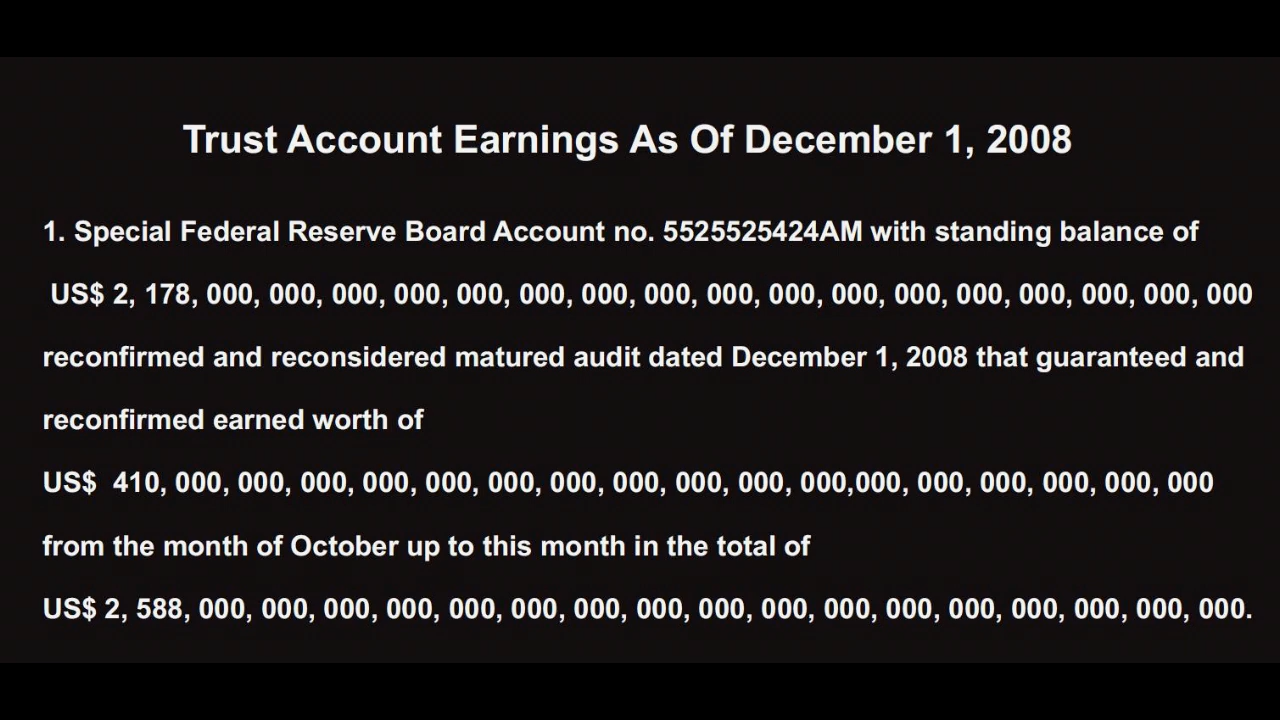 Trust Account Earnings As Of December 1, 2008
1. Special Federal Reserve Board Account no. 5525525424AM with standing balance of
US$ 2, 178, 000, 000, 000, 000, 000, 000, 000, 000, 000, 000, 000, 000, 000, 000, 000, 000, 000
reconfirmed and reconsidered matured audit dated December 1, 2008 that guaranteed and
reconfirmed earned worth of
US$ 410, 000, 000, 000, 000, 000, 000, 000, 000, 000, 000, 000,000, 000, 000, 000, 000, 000
from the month of October up to this month in the total of
US$ 2, 588, 000, 000, 000, 000, 000, 000, 000, 000, 000, 000, 000, 000, 000, 000, 000, 000, 000.